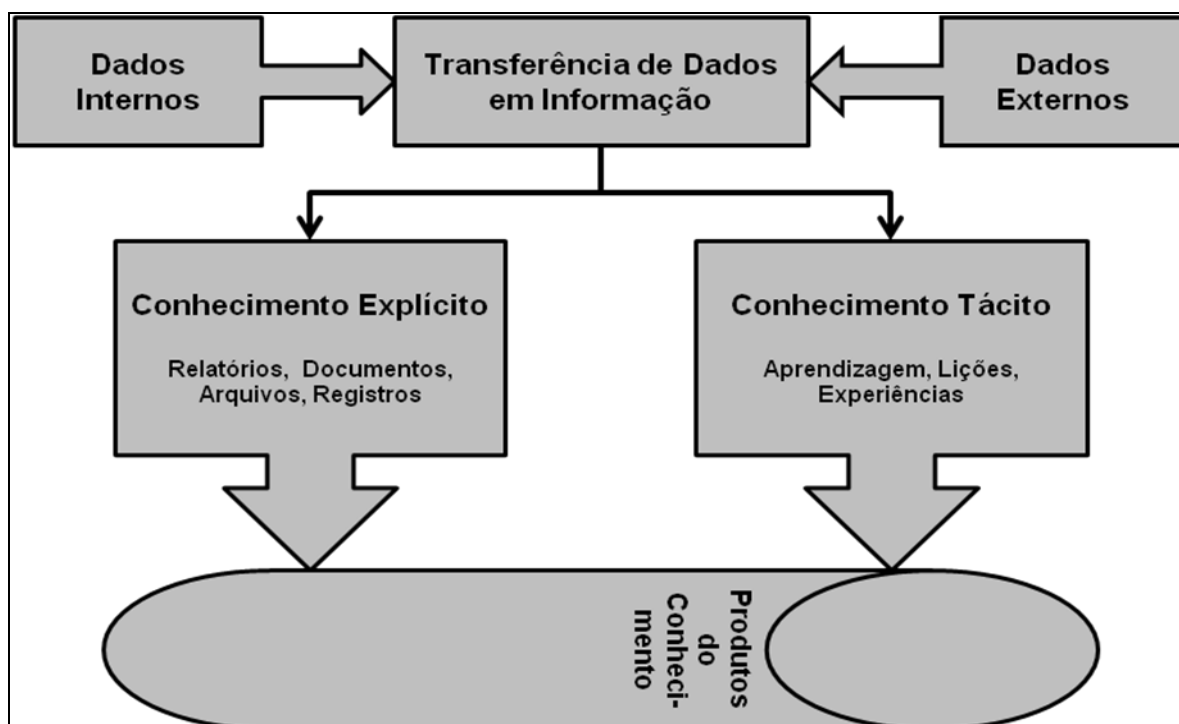 Dados
Internos
Transferência de Dados
em Informação
Dados
Externos
Conhecimento Explícito
Relatórios, Documentos,
Arquivos, Registros
Conhecimento Tácito
Aprendizagem, Lições,
Experiências
Produtos
do
Conheci-
mento